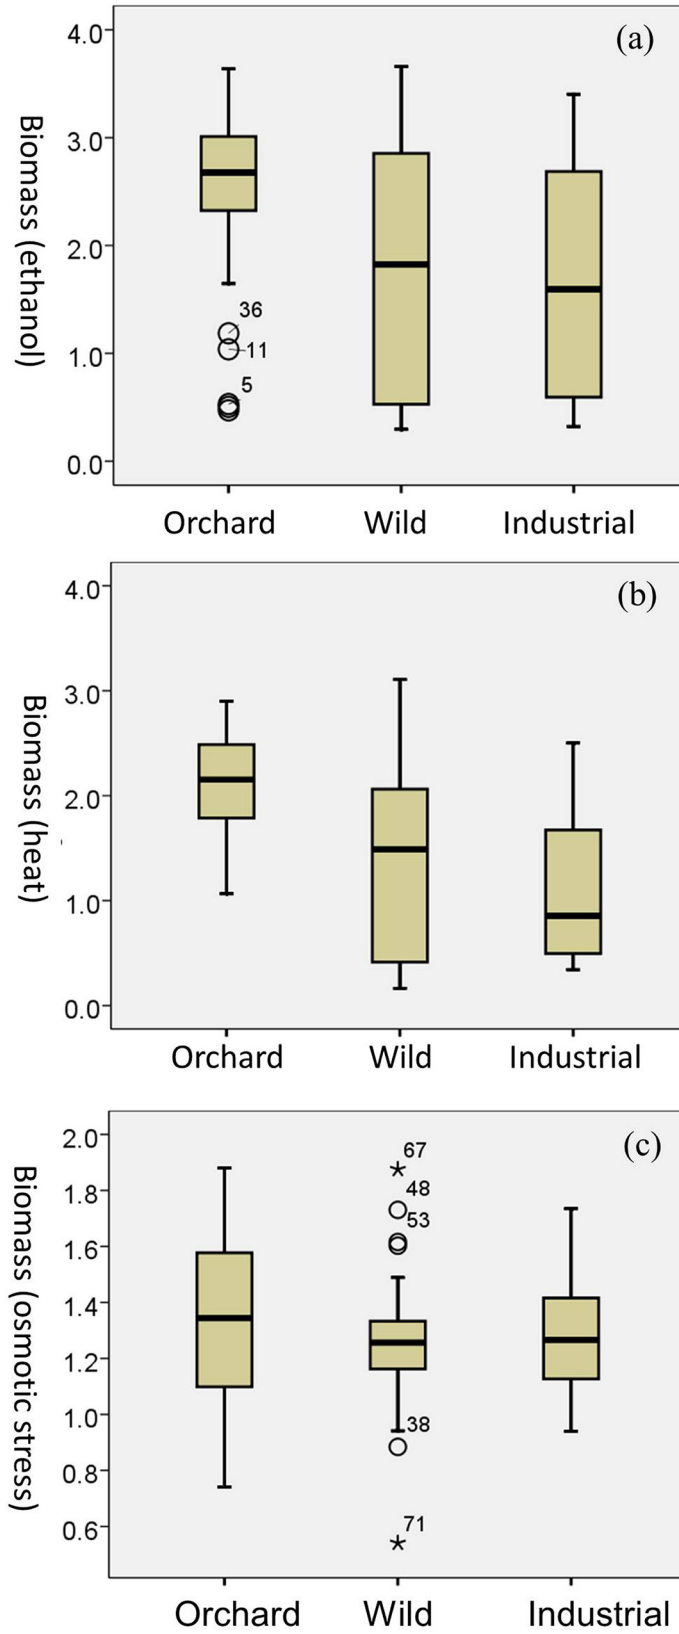 (a)
Biomass (ethanol)
4.0
3.0
2.0
1.0
0.0
36
11
5
Orchard Wild Industrial
(b)
Biomass (heat)
4.0
3.0
2.0
1.0
0.0
Orchard Wild Industrial
(c)
Biomass (osmotic stress)
2.0
1.8
1.6
1.4
1.2
1.0
0.8
0.6
67
48
53
38
71
Orchard Wild Industrial